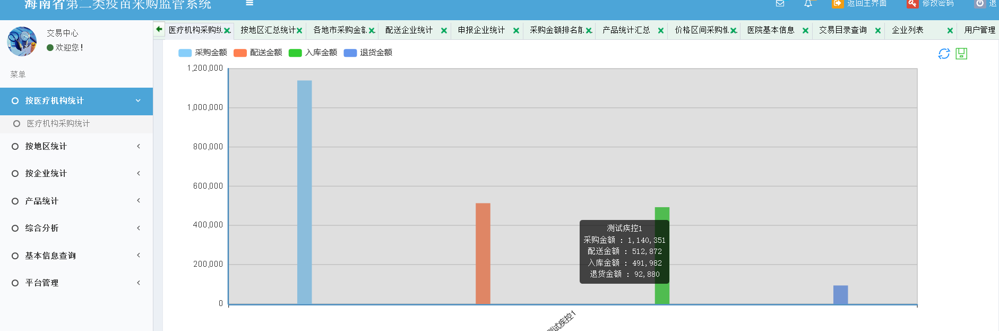 海南省第二类疫苗采购监管系统
返回主界面
修改密码
退
交易中心
欢迎您！
菜单
按医疗机构统计
医疗机构采购统计
按地区统计
按企业统计
产品统计
综合分析
基本信息查询
平台管理
医疗机构采购统
按地区汇总统计
各地市采购金额
配送企业统计
申报企业统计
采购金额排名前
产品统计汇总
价格区间采购情
医院基本信息
交易目录查询
企业列表
用户管理
采购金额 配送金额 入库金额 退货金额
1,200,000
1,000,000
800,000
600,000
400,000
200,000
0
测试疾控1
采购金额 : 1,140,351
配送金额 : 512,872
入库金额 : 491,982
退货金额 : 92,880
测试疾控1